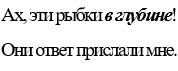 Ах, эти рыбки в глубине!
Они ответ прислали мне.